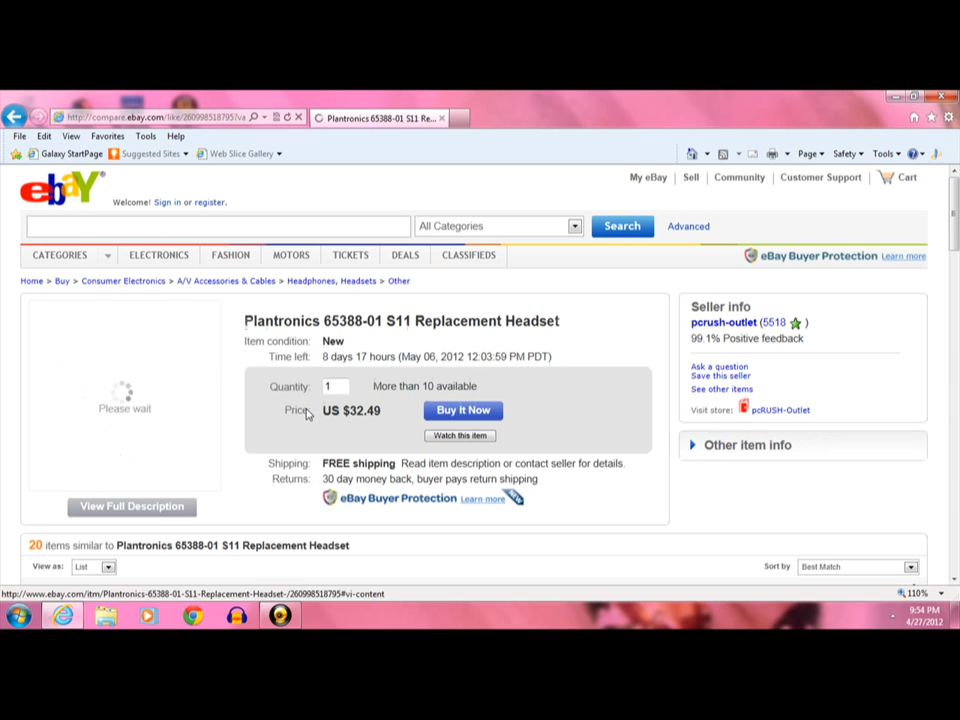 http://compare.ebay.com/like/260998518795?va
Plantronics 65388-01 S11 Re...
File Edit View Favorites Tools Help
Galaxy StartPage Suggested Sites Web Slice Gallery Page Safety Tools
ebay
My eBay Sell Community Customer Support Cart
Welcome! Sign in or register.
All Categories Search Advanced
CATEGORIES ELECTRONICS FASHION MOTORS TICKETS DEALS CLASSIFIEDS
eBay Buyer Protection Learn more
Home > Buy > Consumer Electronics > A/V Accessories & Cables > Headphones, Headsets > Other
Plantronics 65388-01 S11 Replacement Headset
Item condition: New
Time left: 8 days 17 hours (May 06, 2012 12:03:59 PM PDT)
Quantity: 1 More than 10 available
Price: US $32.49 Buy It Now
Watch this item
Shipping: FREE shipping Read item description or contact seller for details.
Returns: 30 day money back, buyer pays return shipping
eBay Buyer Protection Learn more
Please wait
View Full Description
Seller info
pcrush-outlet (5518 )
99.1% Positive feedback
Ask a question
Save this seller
See other items
Visit store: pcRUSH-Outlet
Other item info
20 items similar to Plantronics 65388-01 S11 Replacement Headset
View as: List Sort by Best Match
http://www.ebay.com/itm/Plantronics-65388-01-S11-Replacement-Headset-/260998518795#vi-content
110%
9:54 PM
4/27/2012